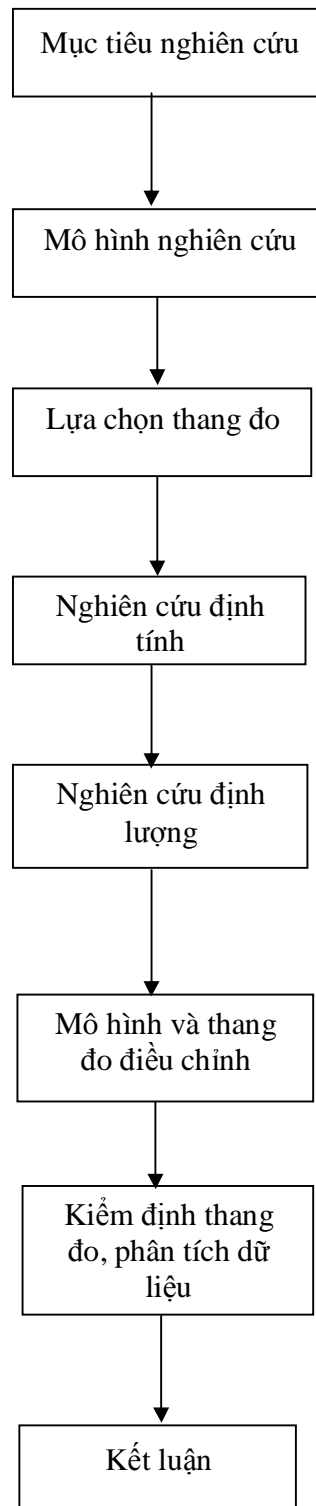 Mục tiêu nghiên cứu
Mô hình nghiên cứu
Lựa chọn thang đo
Nghiên cứu định
tính
Nghiên cứu định
lượng
Mô hình và thang
đo điều chỉnh
Kiểm định thang
đo, phân tích dữ
liệu
Kết luận